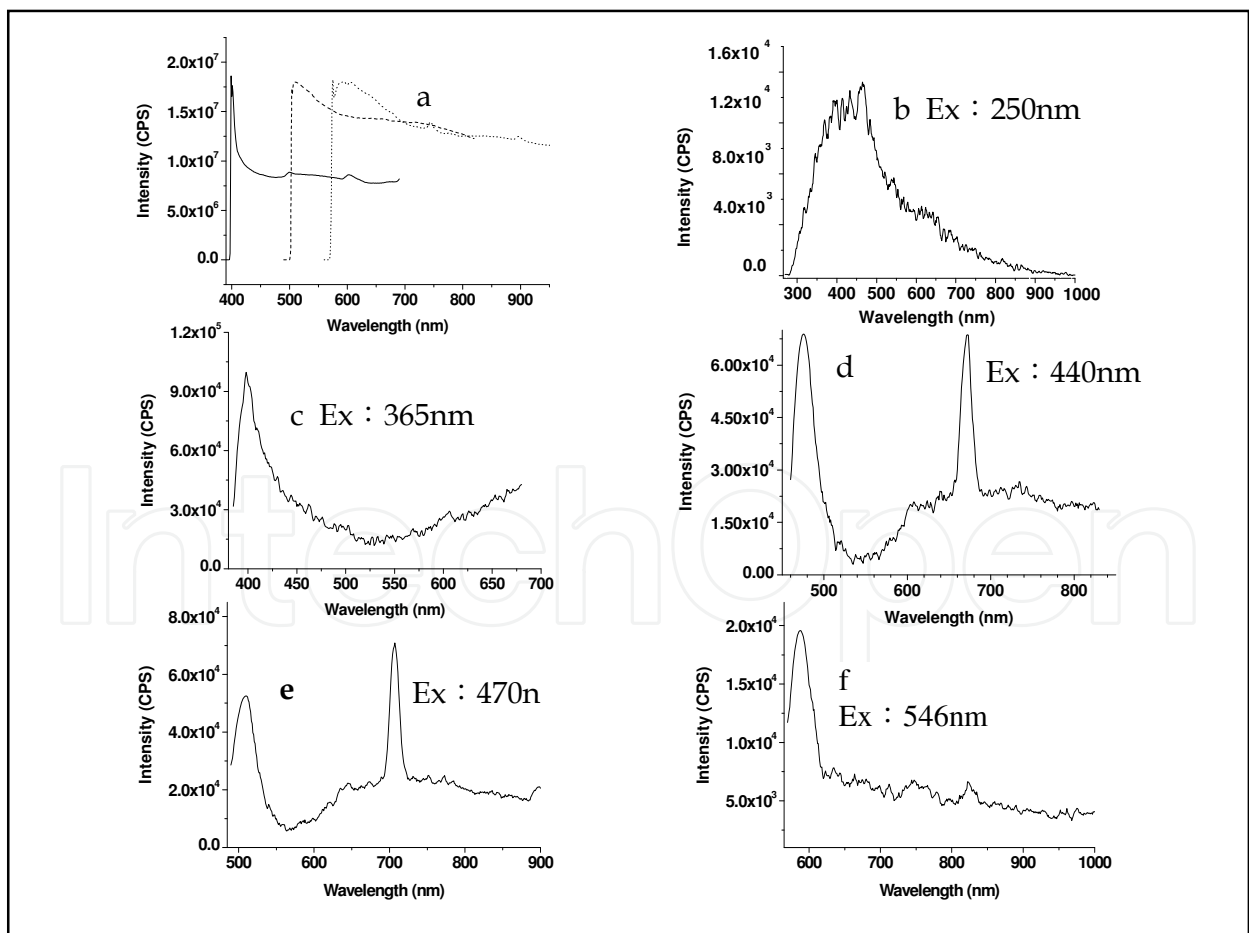 2.0x10⁷
1.5x10⁷
1.0x10⁷
5.0x10⁶
0.0
Intensity (CPS)
a
400 500 600 700 800 900
Wavelength (nm)
1.6x10⁴
1.2x10⁴
8.0x10³
4.0x10³
0.0
Intensity (CPS)
b Ex：250nm
300 400 500 600 700 800 900 1000
Wavelength (nm)
1.2x10⁵
9.0x10⁴
6.0x10⁴
3.0x10⁴
0.0
Intensity (CPS)
c Ex：365nm
400 450 500 550 600 650 700
Wavelength (nm)
6.00x10⁴
4.50x10⁴
3.00x10⁴
1.50x10⁴
0.00
Intensity (CPS)
d
Ex：440nm
500 600 700 800
Wavelength (nm)
8.0x10⁴
6.0x10⁴
4.0x10⁴
2.0x10⁴
0.0
Intensity (CPS)
e
Ex：470n
500 600 700 800 900
Wavelength (nm)
2.0x10⁴
1.5x10⁴
1.0x10⁴
5.0x10³
Intensity (CPS)
f
Ex：546nm
600 700 800 900 1000
Wavelength (nm)
IntechOpen